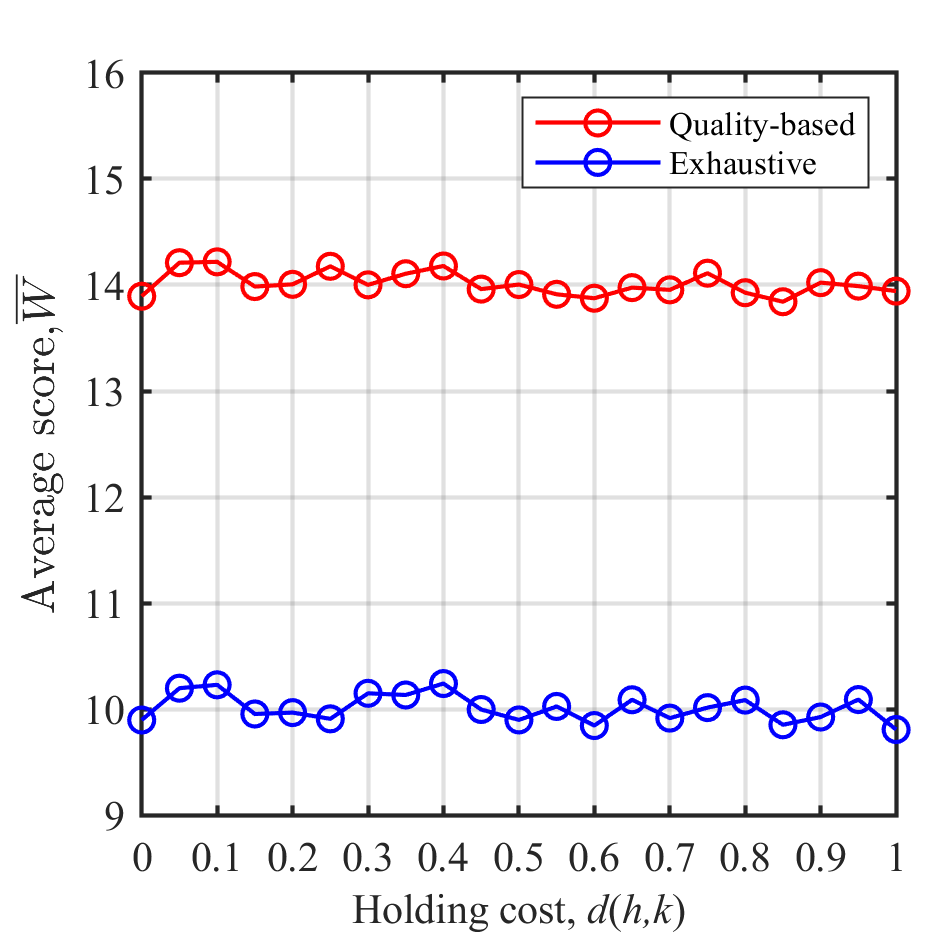 16
15
14
13
12
11
10
9
0 0.1 0.2 0.3 0.4 0.5 0.6 0.7 0.8 0.9 1
Quality-based
Exhaustive
Average score, W̅̅
Holding cost, d(h,k)